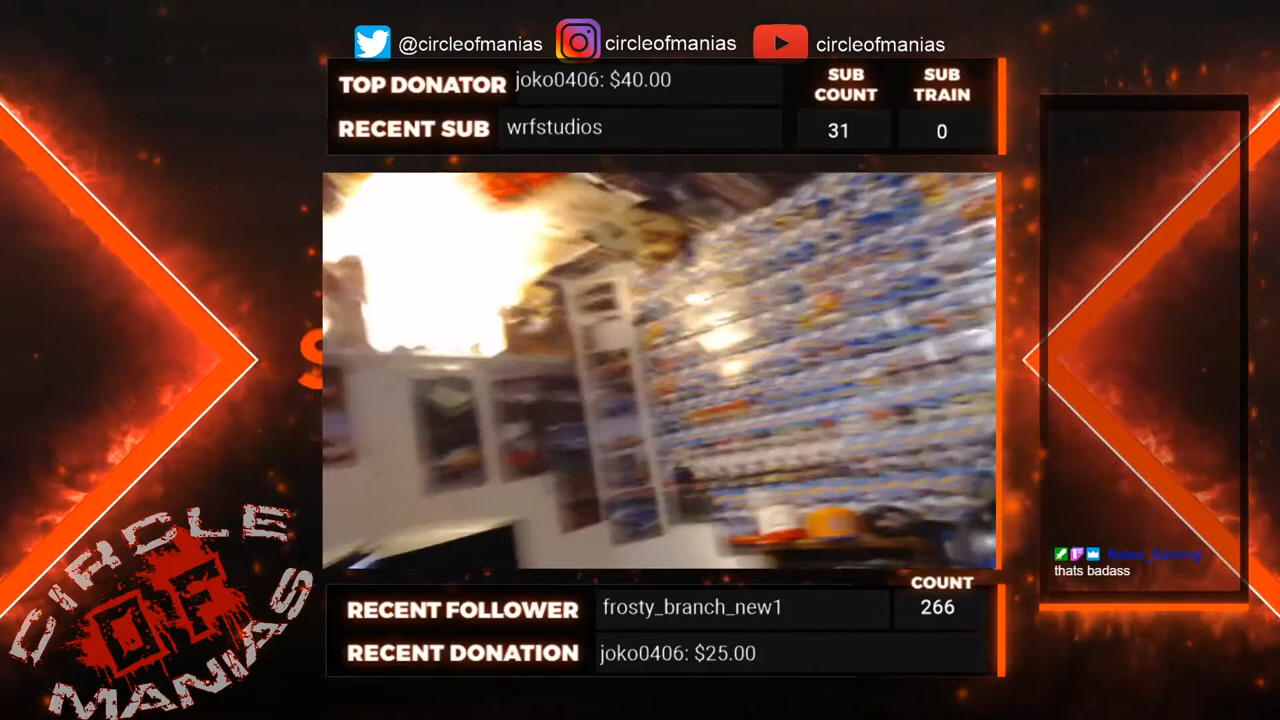 @circleofmanias circleofmanias circleofmanias
TOP DONATOR joko0406: $40.00
SUB COUNT
SUB TRAIN
RECENT SUB wrfstudios
31
0
S
Nates_Gaming
thats badass
COUNT
RECENT FOLLOWER frosty_branch_new1 266
RECENT DONATION joko0406: $25.00
CIRCLE
OF
MANIAS